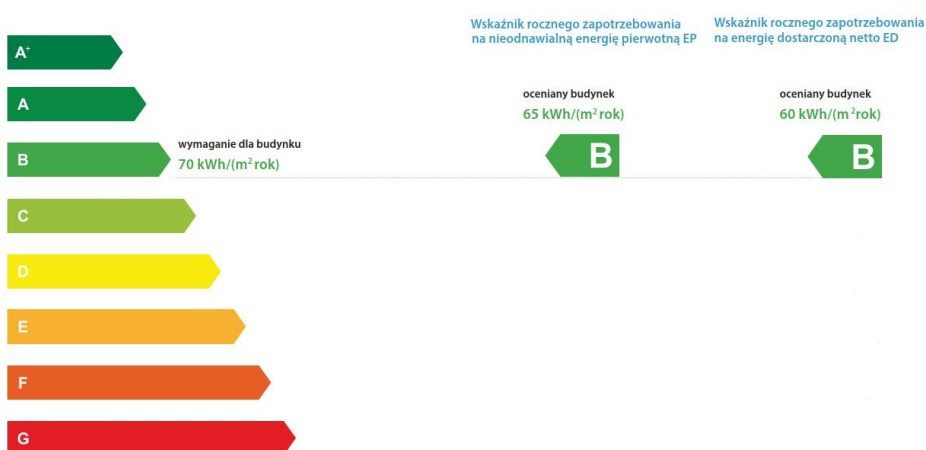 Wskaźnik rocznego zapotrzebowania
na nieodnawialną energię pierwotną EP
Wskaźnik rocznego zapotrzebowania
na energię dostarczoną netto ED
A⁺
A
oceniany budynek
65 kWh/(m² rok)
oceniany budynek
60 kWh/(m² rok)
B
wymaganie dla budynku
70 kWh/(m² rok)
B
B
C
D
E
F
G